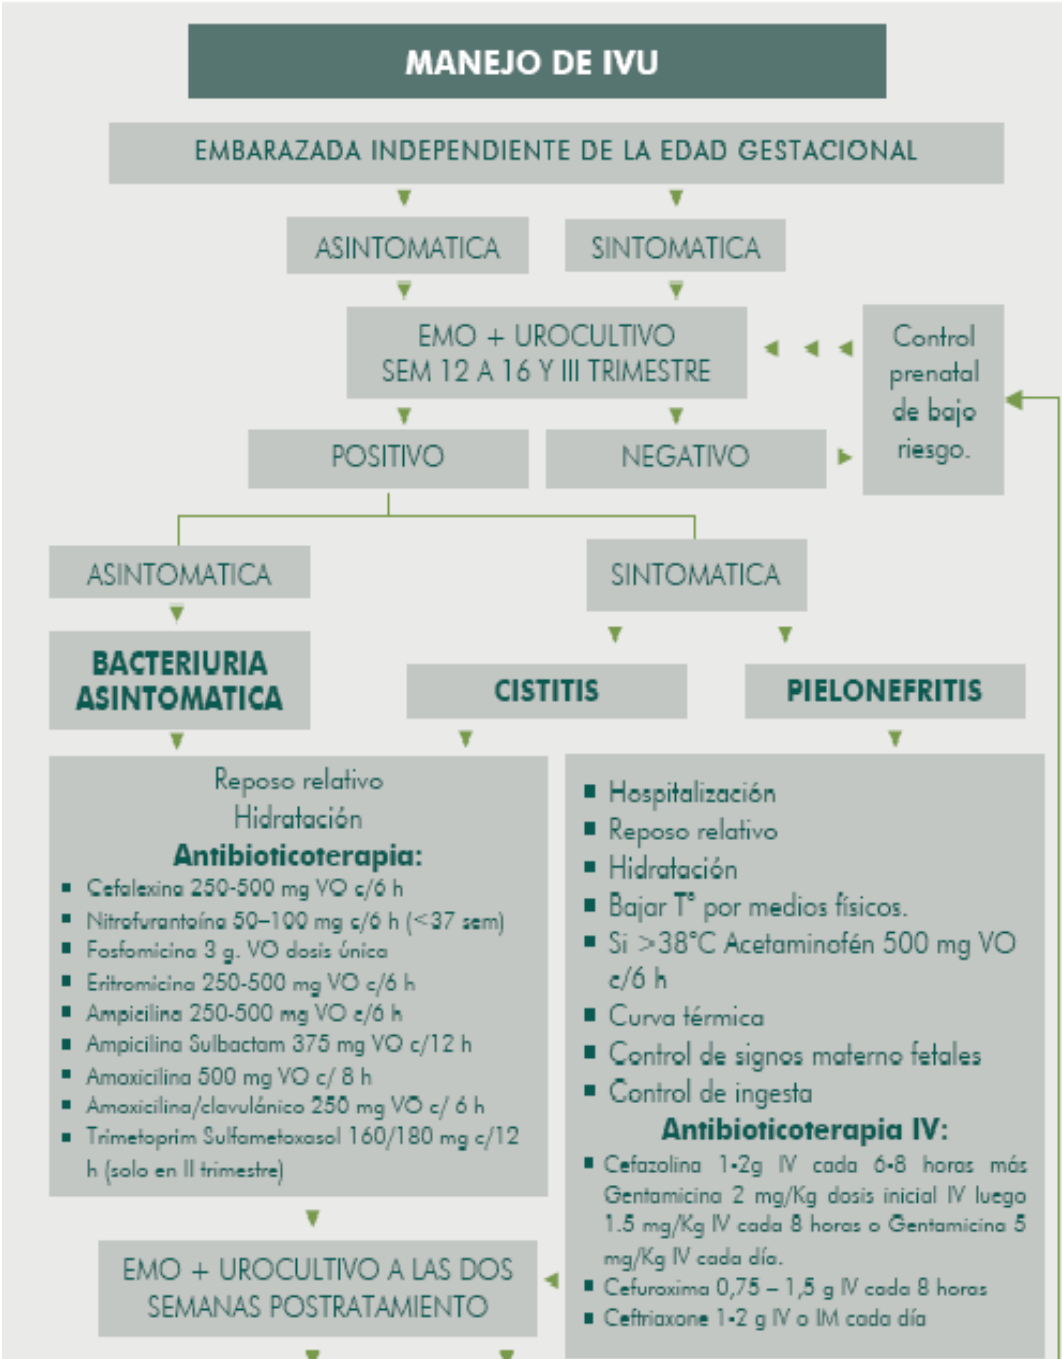 MANEJO DE IVU
EMBARAZADA INDEPENDIENTE DE LA EDAD GESTACIONAL
ASINTOMATICA
SINTOMATICA
EMO + UROCULTIVO
SEM 12 A 16 Y III TRIMESTRE
Control
prenatal
de bajo
riesgo.
POSITIVO
NEGATIVO
ASINTOMATICA
SINTOMATICA
BACTERIURIA
ASINTOMATICA
CISTITIS
PIELONEFRITIS
Reposo relativo
Hidratación
Antibioticoterapia:
▪ Cefalexina 250-500 mg VO c/6 h
▪ Nitrofurantoína 50–100 mg c/6 h (<37 sem)
▪ Fosfomicina 3 g. VO dosis única
▪ Eritromicina 250-500 mg VO c/6 h
▪ Ampicilina 250-500 mg VO c/6 h
▪ Ampicilina Sulbactam 375 mg VO c/12 h
▪ Amoxicilina 500 mg VO c/ 8 h
▪ Amoxicilina/clavulánico 250 mg VO c/ 6 h
▪ Trimetoprim Sulfametoxasol 160/180 mg c/12
h (solo en II trimestre)
▪ Hospitalización
▪ Reposo relativo
▪ Hidratación
▪ Bajar Tª por medios físicos.
▪ Si >38°C Acetaminofén 500 mg VO
c/6 h
▪ Curva térmica
▪ Control de signos materno fetales
▪ Control de ingesta
Antibioticoterapia IV:
▪ Cefazolina 1-2g IV cada 6-8 horas más
Gentamicina 2 mg/Kg dosis inicial IV luego
1.5 mg/Kg IV cada 8 horas o Gentamicina 5
mg/Kg IV cada día.
▪ Cefuroxima 0,75 – 1,5 g IV cada 8 horas
▪ Ceftriaxone 1-2 g IV o IM cada día
EMO + UROCULTIVO A LAS DOS
SEMANAS POSTRATAMIENTO